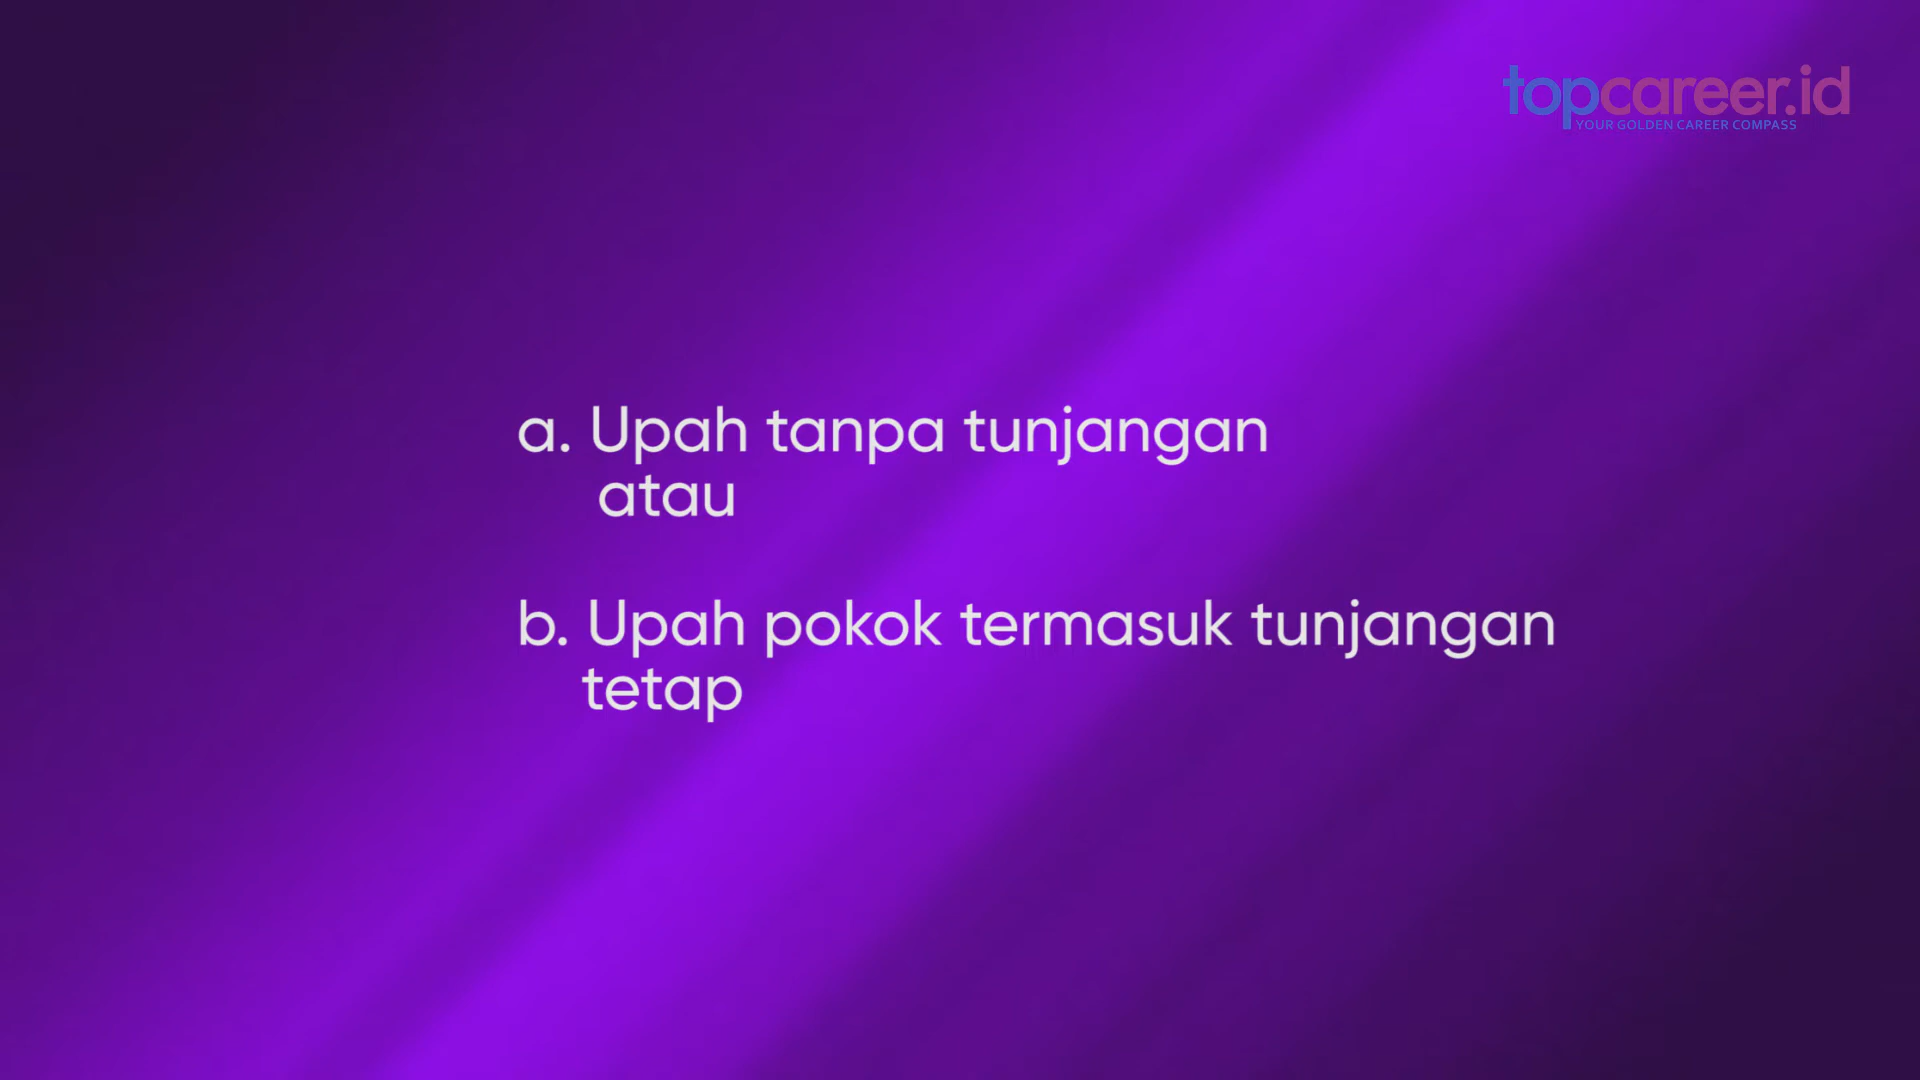 topcareer.id
YOUR GOLDEN CAREER COMPASS
a. Upah tanpa tunjangan
atau
b. Upah pokok termasuk tunjangan
tetap